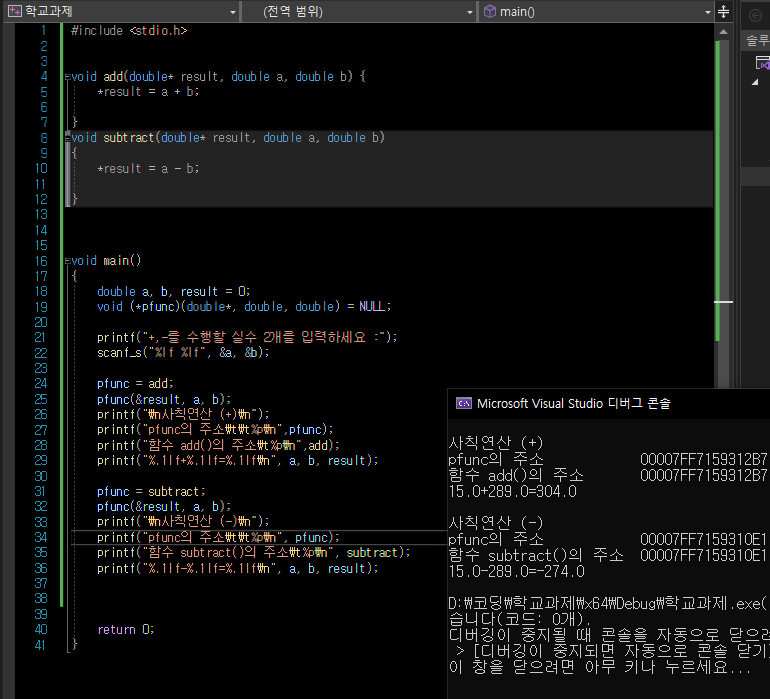 학교과제
(전역 범위)
main()
솔루
1 #include <stdio.h>
2
3
4 void add(double* result, double a, double b) {
5 *result = a + b;
6
7 }
8 void subtract(double* result, double a, double b)
9 {
10 *result = a - b;
11
12 }
13
14
15
16 void main()
17 {
18 double a, b, result = 0;
19 void (*pfunc)(double*, double, double) = NULL;
20
21 printf("+,-를 수행할 실수 2개를 입력하세요 :");
22 scanf_s("%lf %lf", &a, &b);
23
24 pfunc = add;
25 pfunc(&result, a, b);
26 printf("₩n사칙연산 (+)₩n");
27 printf("pfunc의 주소₩t₩t%p₩n",pfunc);
28 printf("함수 add()의 주소₩t%p₩n",add);
29 printf("%.1lf+%.1lf=%.1lf₩n", a, b, result);
30
31 pfunc = subtract;
32 pfunc(&result, a, b);
33 printf("₩n사칙연산 (-)₩n");
34 printf("pfunc의 주소₩t₩t%p₩n", pfunc);
35 printf("함수 subtract()의 주소₩t%p₩n", subtract);
36 printf("%.1lf-%.1lf=%.1lf₩n", a, b, result);
37
38
39
40 return 0;
41 }
Microsoft Visual Studio 디버그 콘솔
사칙연산 (+)
pfunc의 주소 00007FF7159312B7
함수 add()의 주소 00007FF7159312B7
15.0+289.0=304.0
사칙연산 (-)
pfunc의 주소 00007FF7159310E1
함수 subtract()의 주소 00007FF7159310E1
15.0-289.0=-274.0
D:₩코딩₩학교과제₩x64₩Debug₩학교과제.exe(
습니다(코드: 0개).
디버깅이 중지될 때 콘솔을 자동으로 닫으려
> [디버깅이 중지되면 자동으로 콘솔 닫기]
이 창을 닫으려면 아무 키나 누르세요...